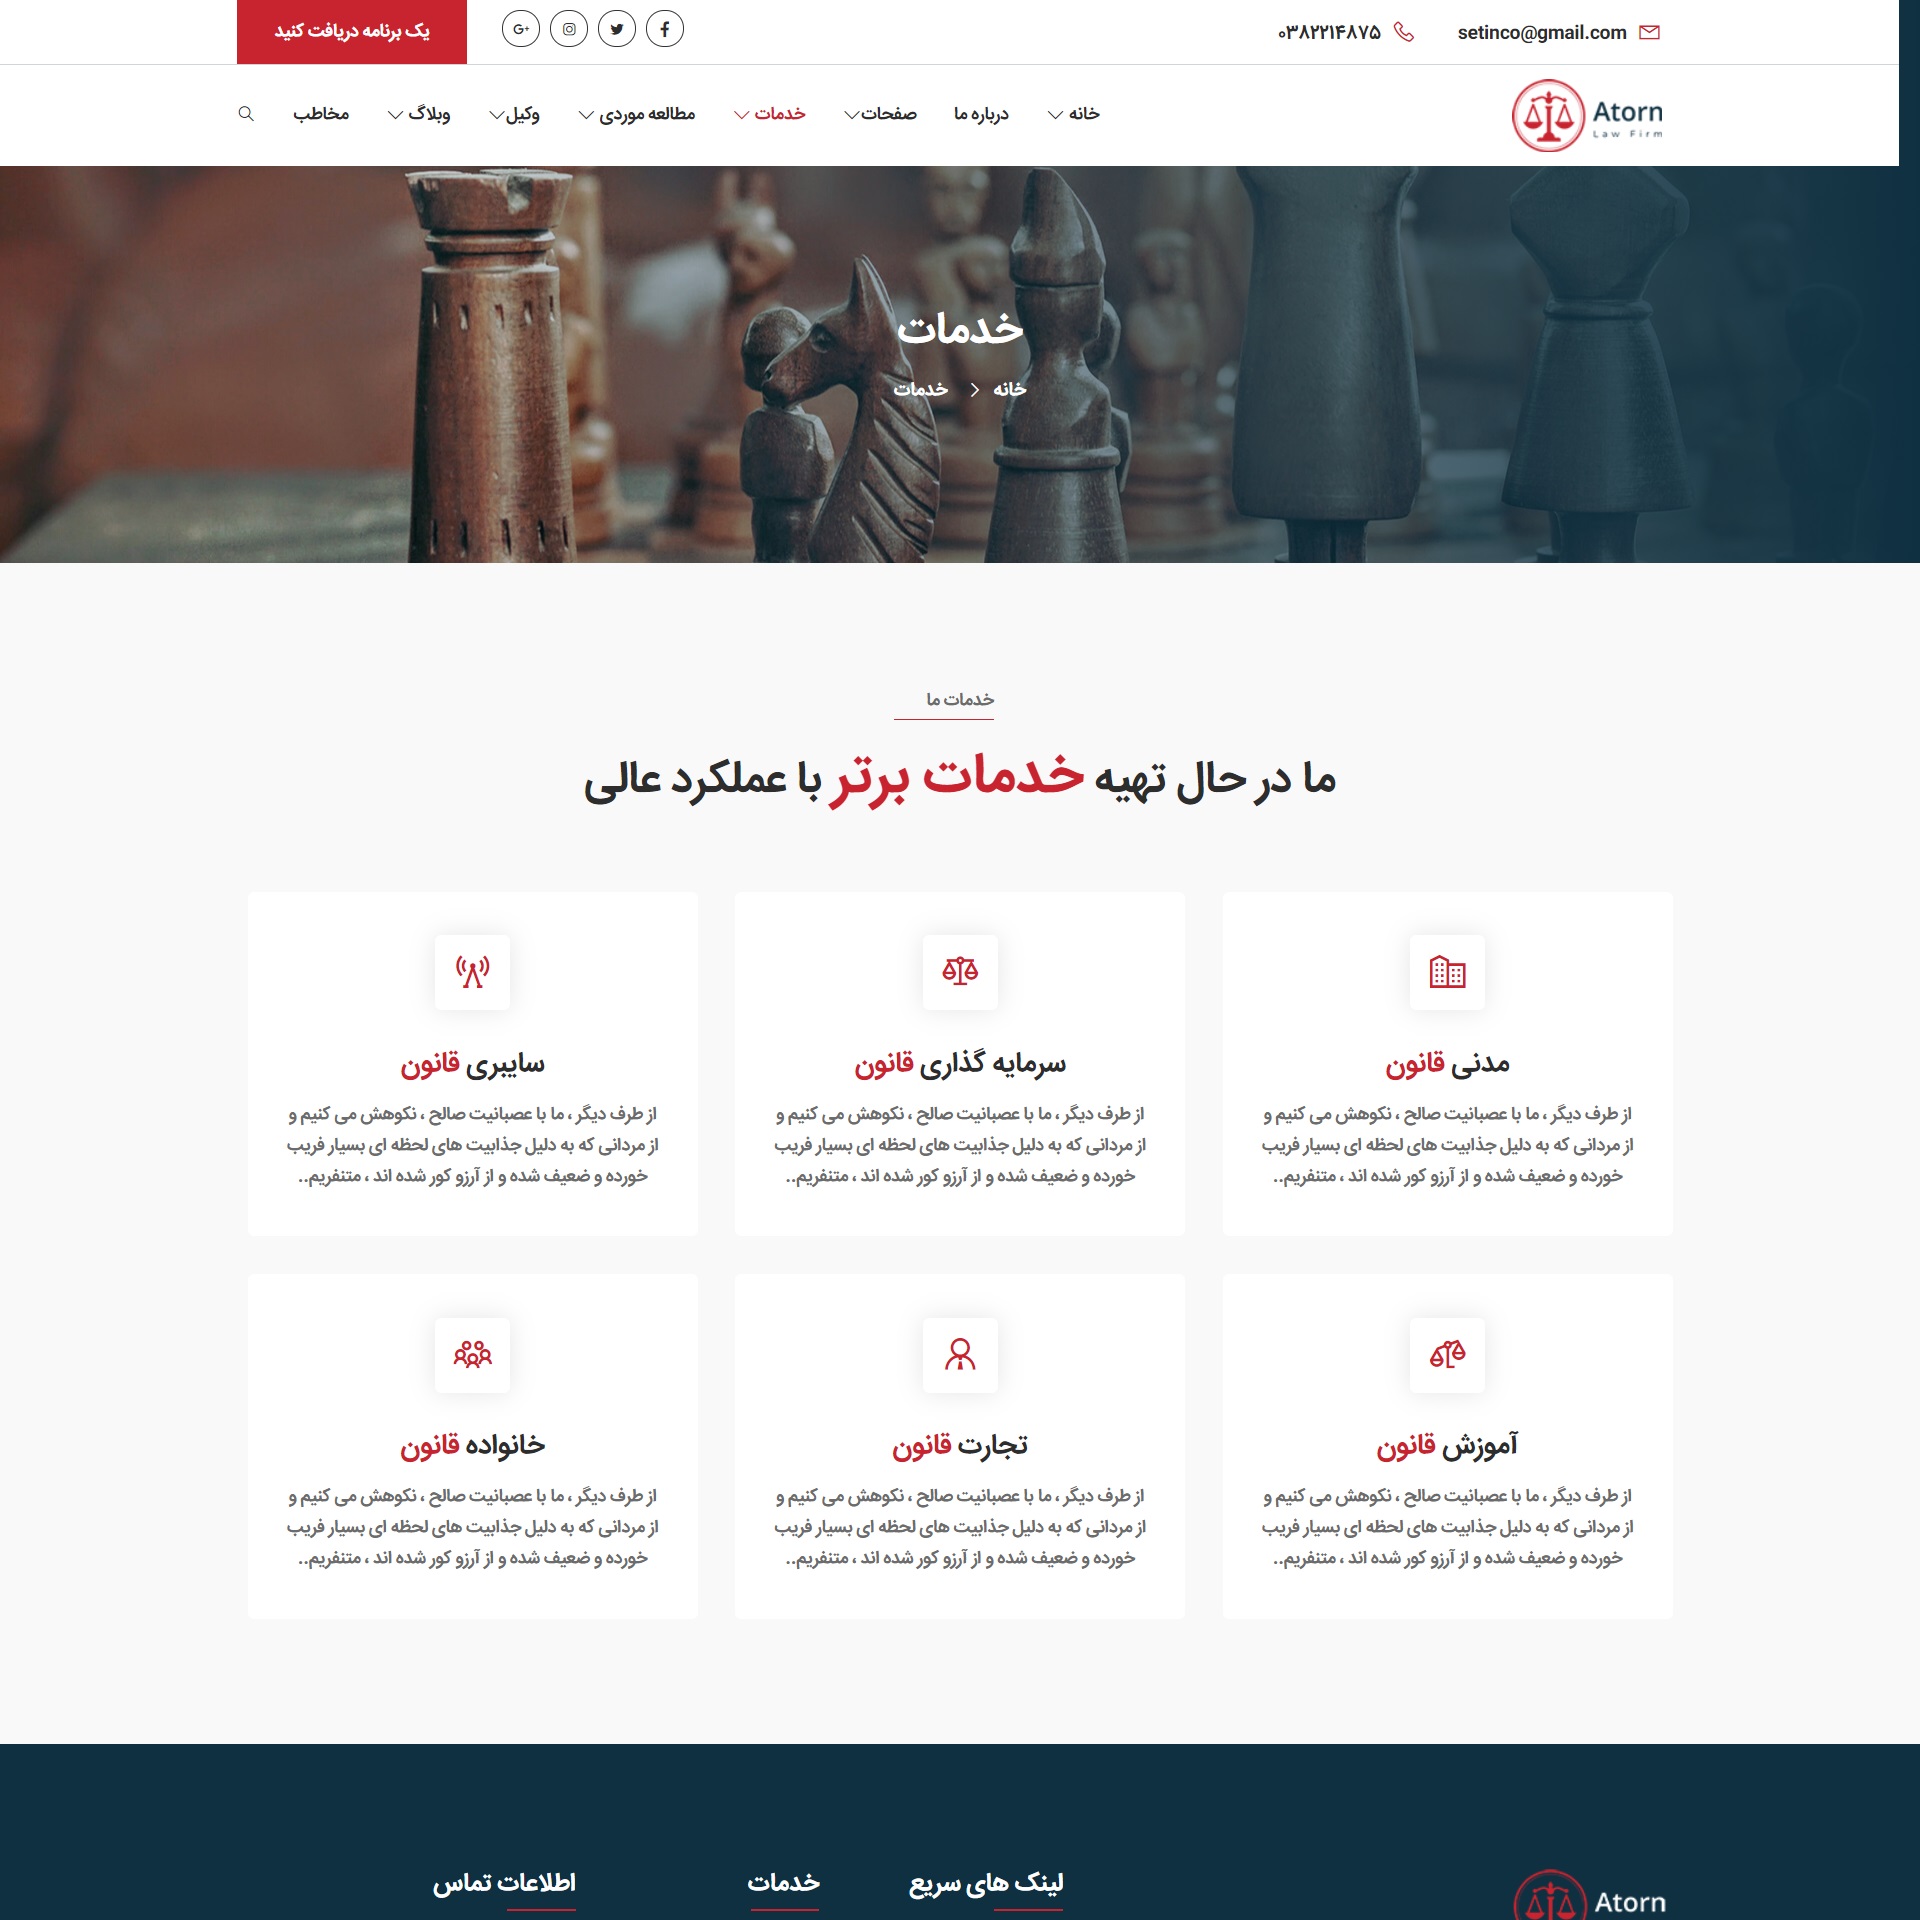 setinco@gmail.com
۰۳۸۲۲۱۴۸۷۵
G+
یک برنامه دریافت کنید
Atorn
Law Firm
خانه
درباره ما
صفحات
خدمات
مطالعه موردی
وکیل
وبلاگ
مخاطب
خدمات
خانه
خدمات
خدمات ما
ما در حال تهیه خدمات برتر با عملکرد عالی
مدنی قانون
از طرف دیگر ، ما با عصبانیت صالح ، نکوهش می کنیم و
از مردانی که به دلیل جذابیت های لحظه ای بسیار فریب
خورده و ضعیف شده و از آرزو کور شده اند ، متنفریم..
سرمایه گذاری قانون
از طرف دیگر ، ما با عصبانیت صالح ، نکوهش می کنیم و
از مردانی که به دلیل جذابیت های لحظه ای بسیار فریب
خورده و ضعیف شده و از آرزو کور شده اند ، متنفریم..
سایبری قانون
از طرف دیگر ، ما با عصبانیت صالح ، نکوهش می کنیم و
از مردانی که به دلیل جذابیت های لحظه ای بسیار فریب
خورده و ضعیف شده و از آرزو کور شده اند ، متنفریم..
آموزش قانون
از طرف دیگر ، ما با عصبانیت صالح ، نکوهش می کنیم و
از مردانی که به دلیل جذابیت های لحظه ای بسیار فریب
خورده و ضعیف شده و از آرزو کور شده اند ، متنفریم..
تجارت قانون
از طرف دیگر ، ما با عصبانیت صالح ، نکوهش می کنیم و
از مردانی که به دلیل جذابیت های لحظه ای بسیار فریب
خورده و ضعیف شده و از آرزو کور شده اند ، متنفریم..
خانواده قانون
از طرف دیگر ، ما با عصبانیت صالح ، نکوهش می کنیم و
از مردانی که به دلیل جذابیت های لحظه ای بسیار فریب
خورده و ضعیف شده و از آرزو کور شده اند ، متنفریم..
Atorn
لینک های سریع
خدمات
اطلاعات تماس